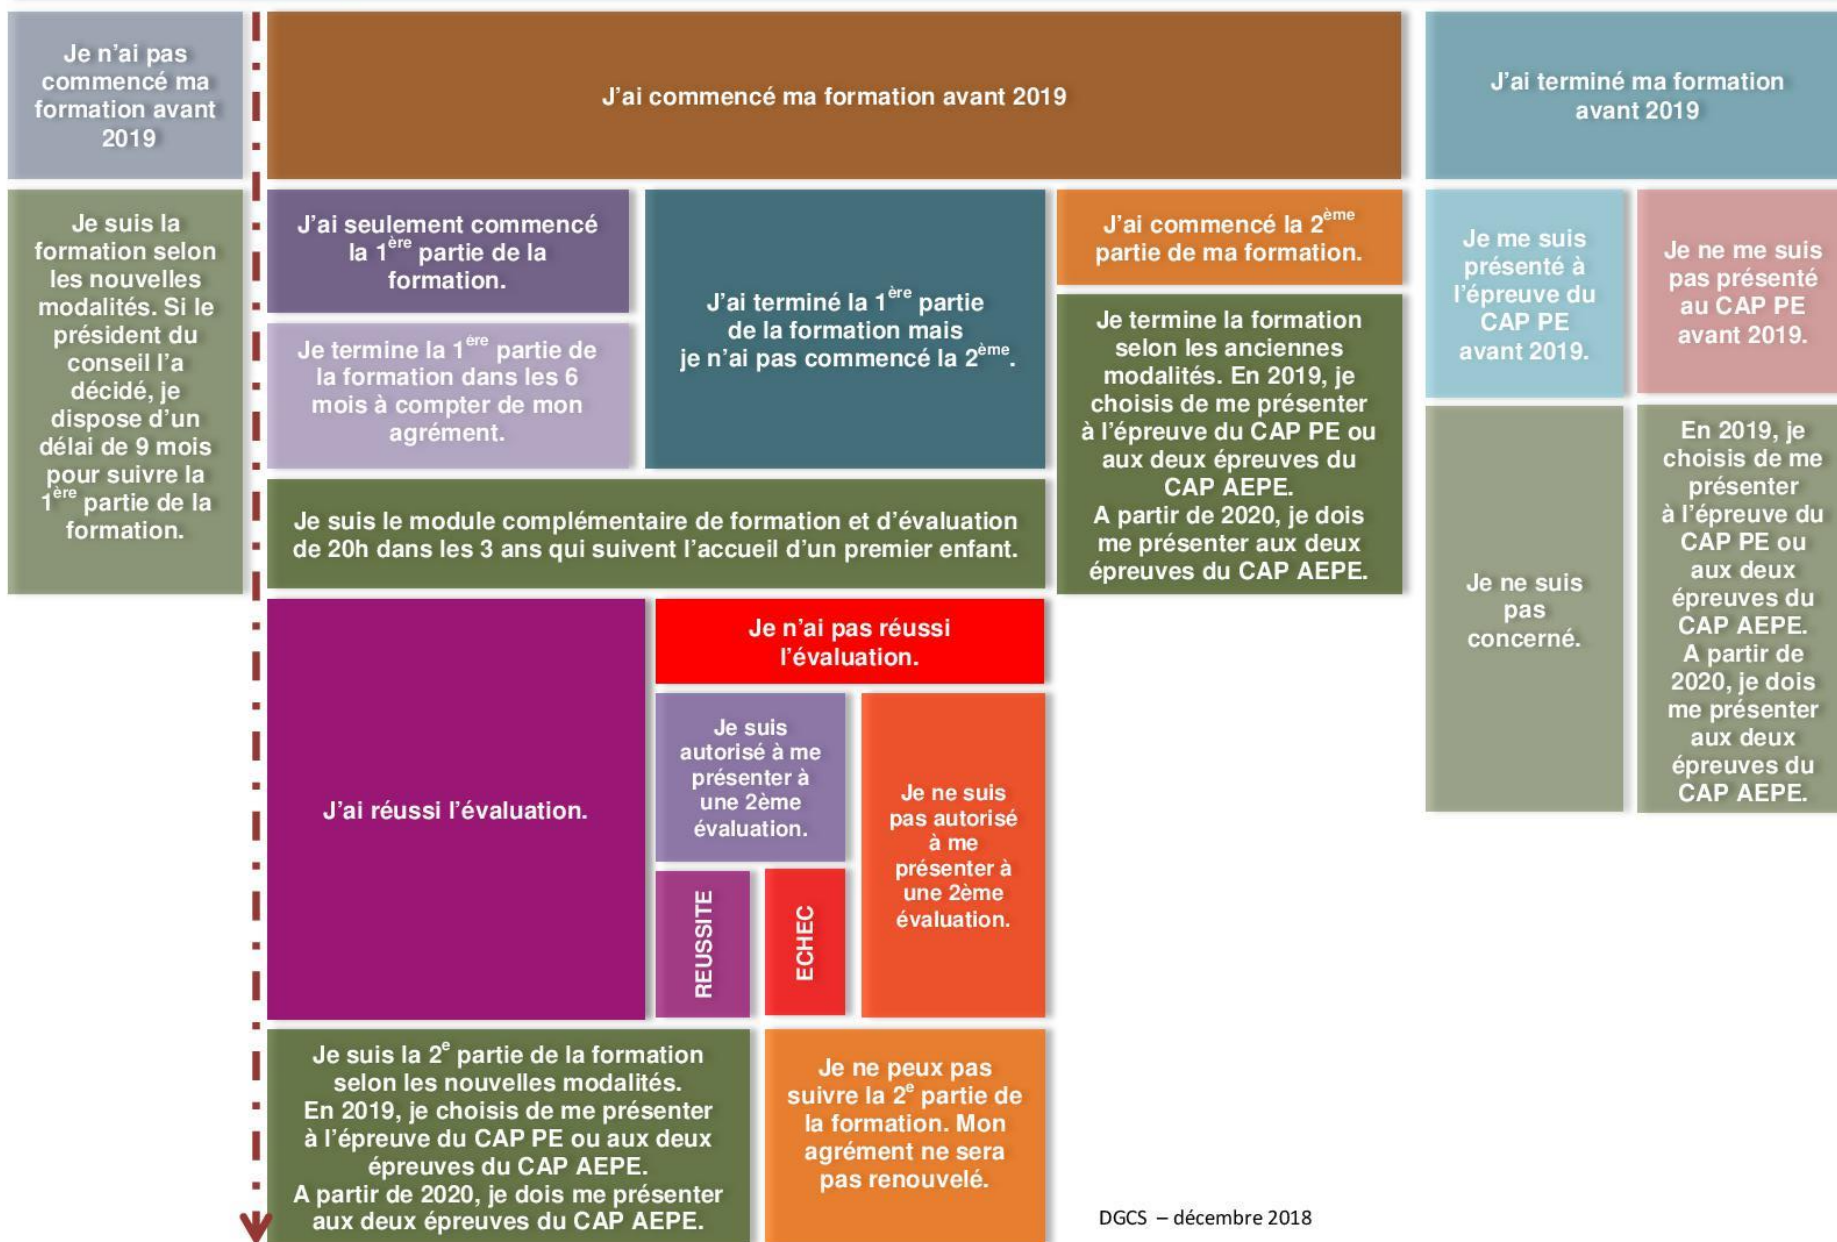 Je n'ai pas
commencé ma
formation avant
2019
J'ai commencé ma formation avant 2019
J'ai terminé ma formation
avant 2019
Je suis la
formation selon
les nouvelles
modalités. Si le
président du
conseil l'a
décidé, je
dispose d'un
délai de 9 mois
pour suivre la
1ère partie de la
formation.
J'ai seulement commencé
la 1ère partie de la
formation.
Je termine la 1ère partie de
la formation dans les 6
mois à compter de mon
agrément.
J'ai terminé la 1ère partie
de la formation mais
je n'ai pas commencé la 2ème.
J'ai commencé la 2ème
partie de ma formation.
Je termine la formation
selon les anciennes
modalités. En 2019, je
choisis de me présenter
à l'épreuve du CAP PE ou
aux deux épreuves du
CAP AEPE.
A partir de 2020, je dois
me présenter aux deux
épreuves du CAP AEPE.
Je me suis
présenté à
l'épreuve du
CAP PE
avant 2019.
Je ne me suis
pas présenté
au CAP PE
avant 2019.
Je ne suis
pas
concerné.
En 2019, je
choisis de me
présenter
à l'épreuve du
CAP PE ou
aux deux
épreuves du
CAP AEPE.
A partir de
2020, je dois
me présenter
aux deux
épreuves du
CAP AEPE.
Je suis le module complémentaire de formation et d'évaluation
de 20h dans les 3 ans qui suivent l'accueil d'un premier enfant.
J'ai réussi l'évaluation.
Je n'ai pas réussi
l'évaluation.
Je suis
autorisé à me
présenter à
une 2ème
évaluation.
Je ne suis
pas autorisé
à me
présenter à
une 2ème
évaluation.
REUSSITE
ECHEC
Je suis la 2e partie de la formation
selon les nouvelles modalités.
En 2019, je choisis de me présenter
à l'épreuve du CAP PE ou aux deux
épreuves du CAP AEPE.
A partir de 2020, je dois me présenter
aux deux épreuves du CAP AEPE.
Je ne peux pas
suivre la 2e partie de
la formation. Mon
agrément ne sera
pas renouvelé.
DGCS – décembre 2018